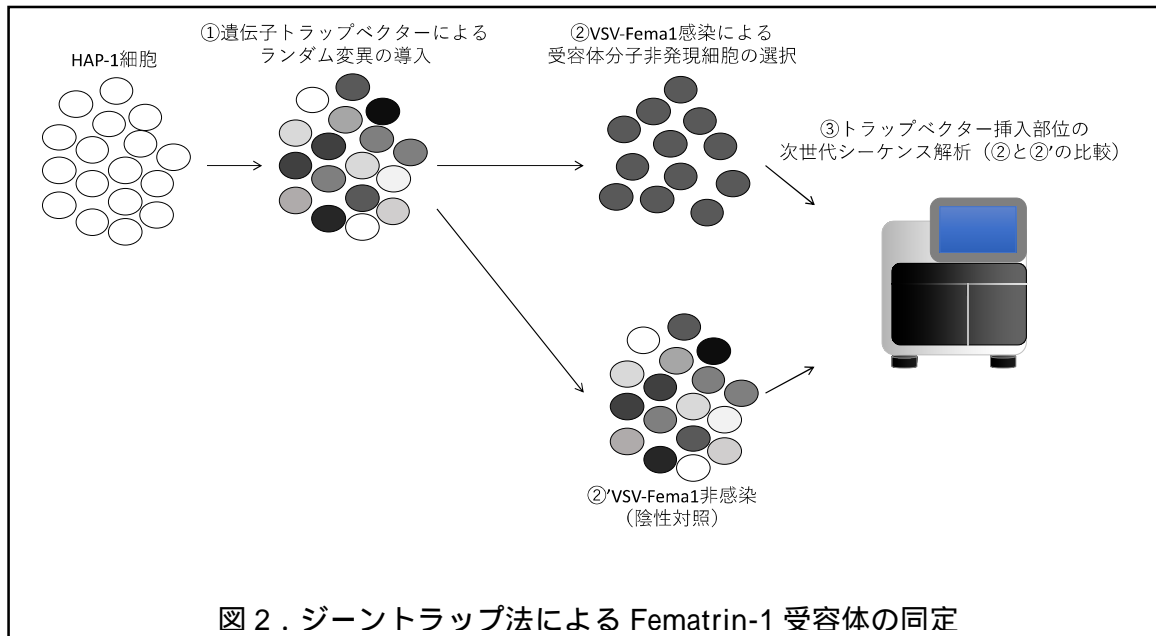 HAP-1細胞
①遺伝子トラップベクターによる
ランダム変異の導入
②VSV-Fema1感染による
受容体分子非発現細胞の選択
③トラップベクター挿入部位の
次世代シーケンス解析（②と②’の比較）
②’VSV-Fema1非感染
（陰性対照）
図 2．ジーントラップ法による Fematrin-1 受容体の同定